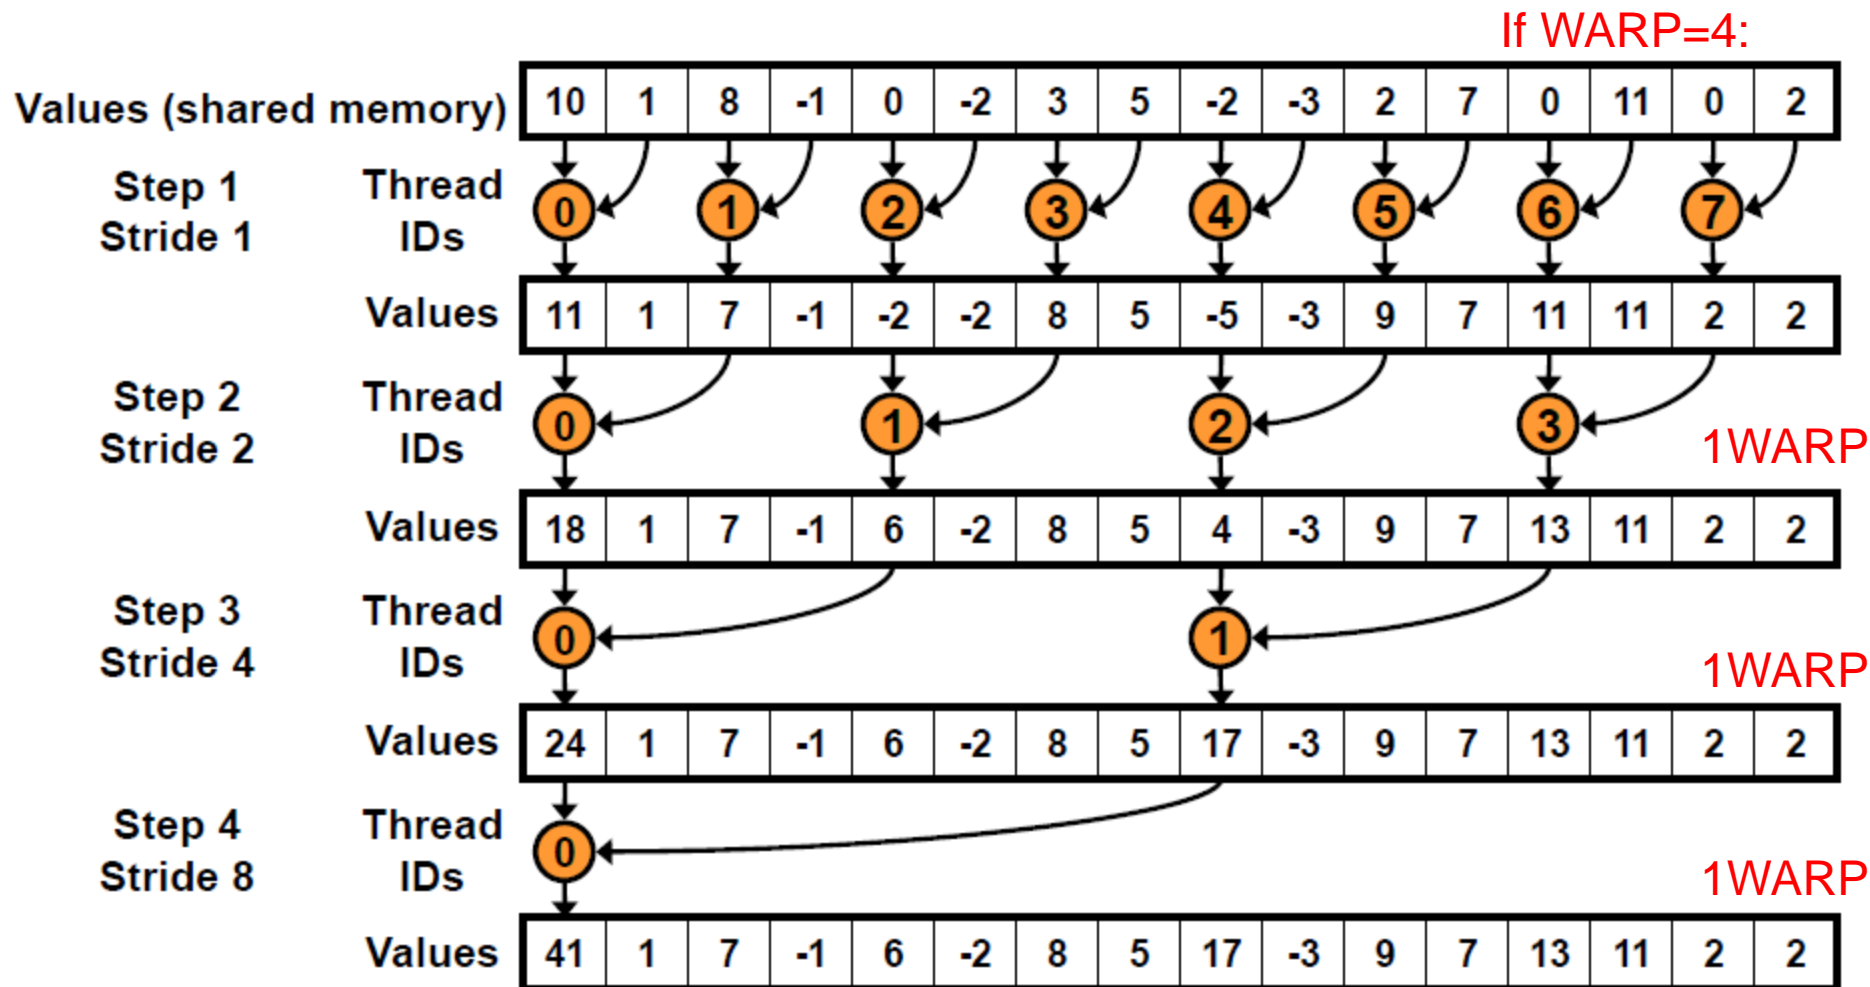 If WARP=4:
Values (shared memory) 10 1 8 -1 0 -2 3 5 -2 -3 2 7 0 11 0 2
Step 1 Thread 0 1 2 3 4 5 6 7
Stride 1 IDs
Values 11 1 7 -1 -2 -2 8 5 -5 -3 9 7 11 11 2 2
Step 2 Thread 0 1 2 3
Stride 2 IDs 1WARP
Values 18 1 7 -1 6 -2 8 5 4 -3 9 7 13 11 2 2
Step 3 Thread 0 1
Stride 4 IDs 1WARP
Values 24 1 7 -1 6 -2 8 5 17 -3 9 7 13 11 2 2
Step 4 Thread 0
Stride 8 IDs 1WARP
Values 41 1 7 -1 6 -2 8 5 17 -3 9 7 13 11 2 2